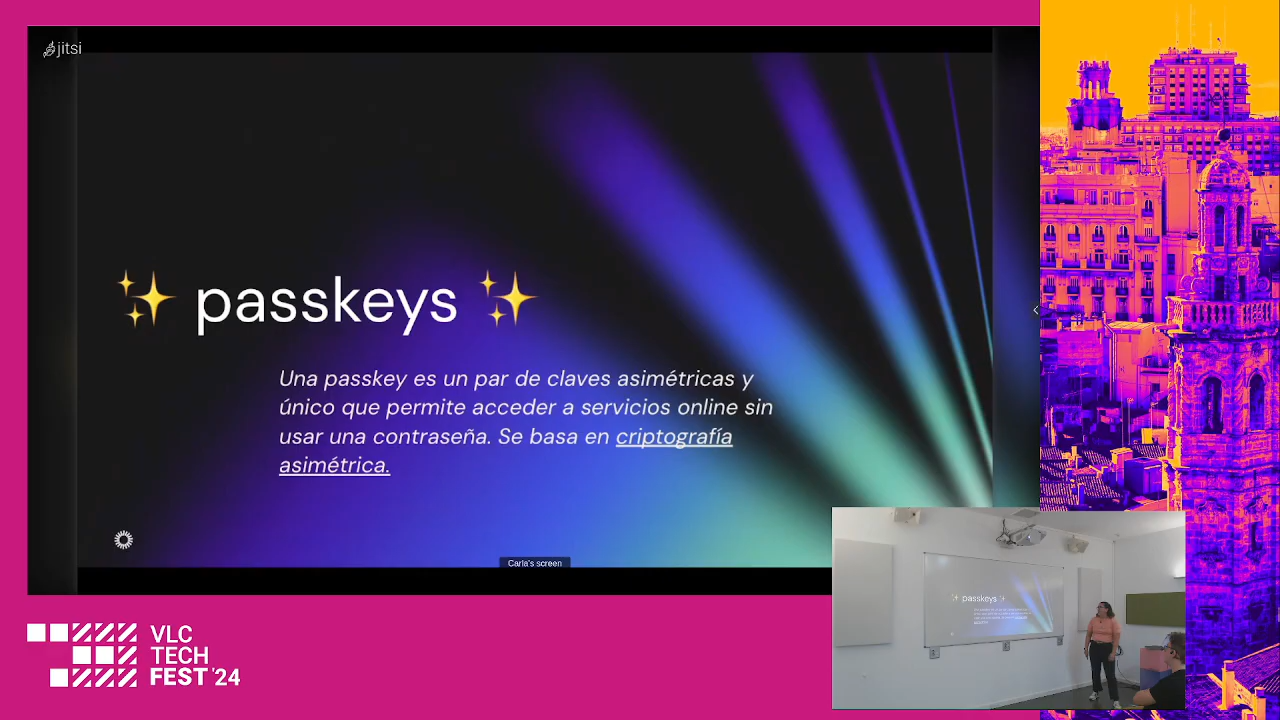 jitsi
✨ passkeys ✨
Una passkey es un par de claves asimétricas y
único que permite acceder a servicios online sin
usar una contraseña. Se basa en criptografía
asimétrica.
Carla's screen
passkeys
VLC
TECH
FEST '24